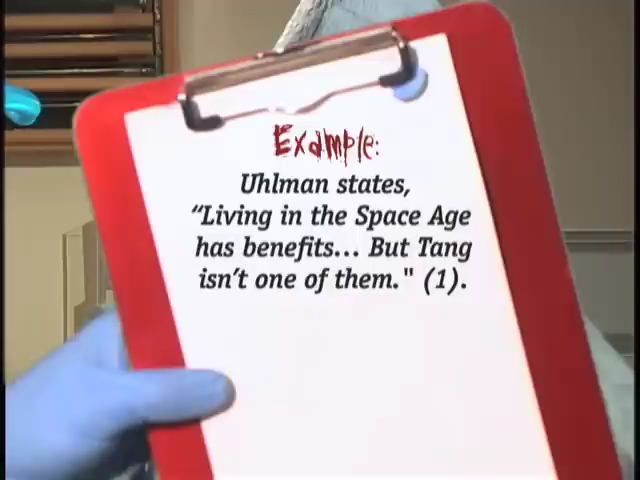 Example:
Uhlman states,
“Living in the Space Age
has benefits... But Tang
isn’t one of them." (1).